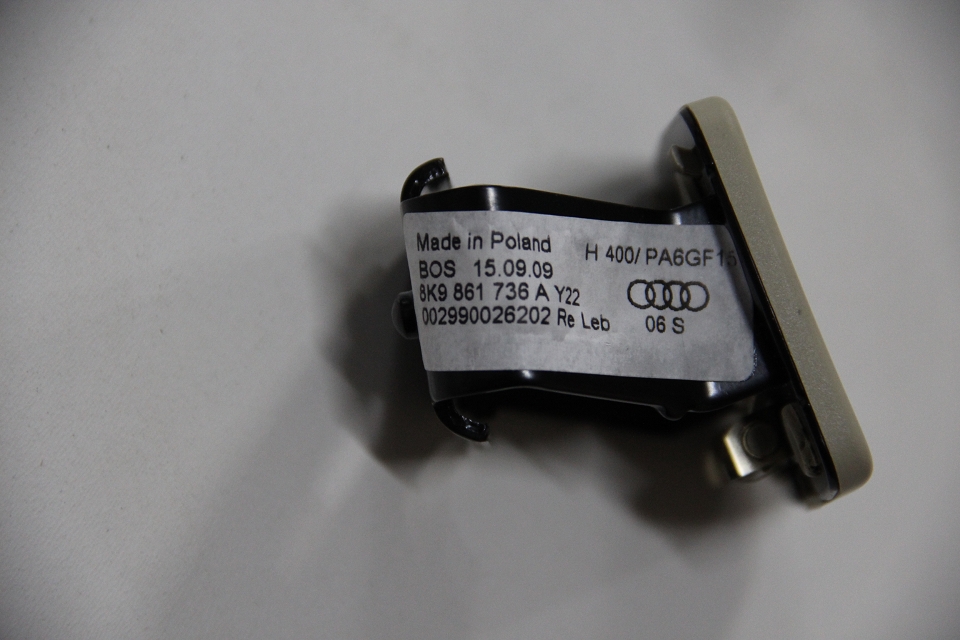 Made in Poland H 400/ PA6GF15
BOS 15.09.09
8K9 861 736 A Y22
002990026202 Re Leb 06 S